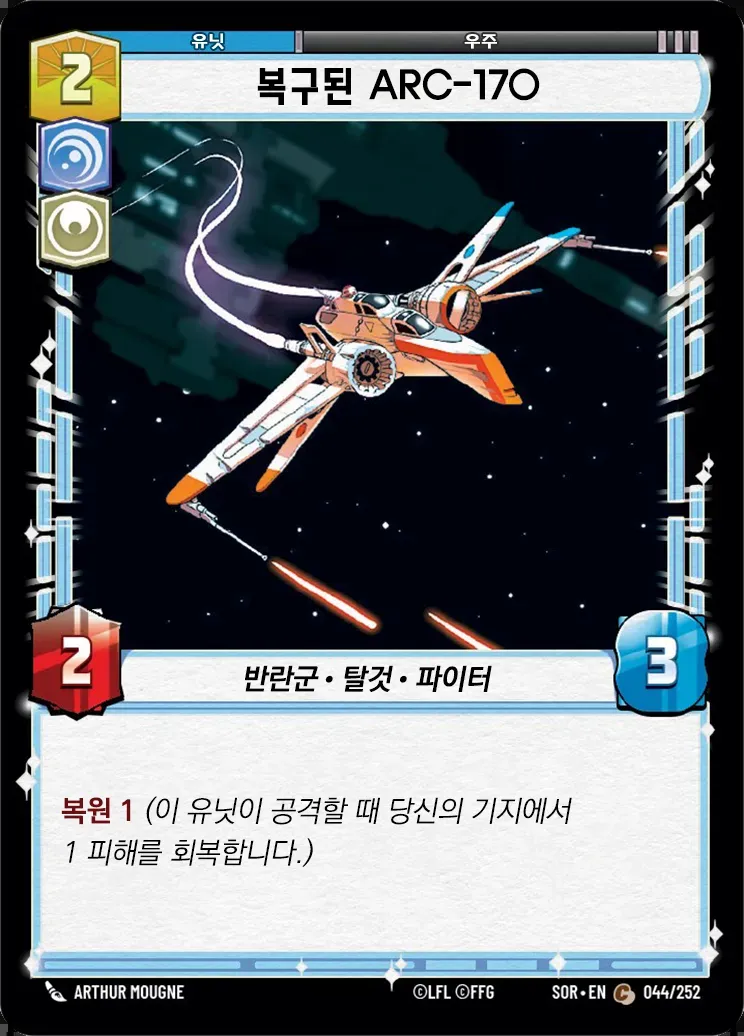 유닛
우주
2
복구된 ARC-170
2
반란군 • 탈것 • 파이터
3
복원 1 (이 유닛이 공격할 때 당신의 기지에서
1 피해를 회복합니다.)
ARTHUR MOUGNE
©LFL ©FFG
SOR • EN C 044/252